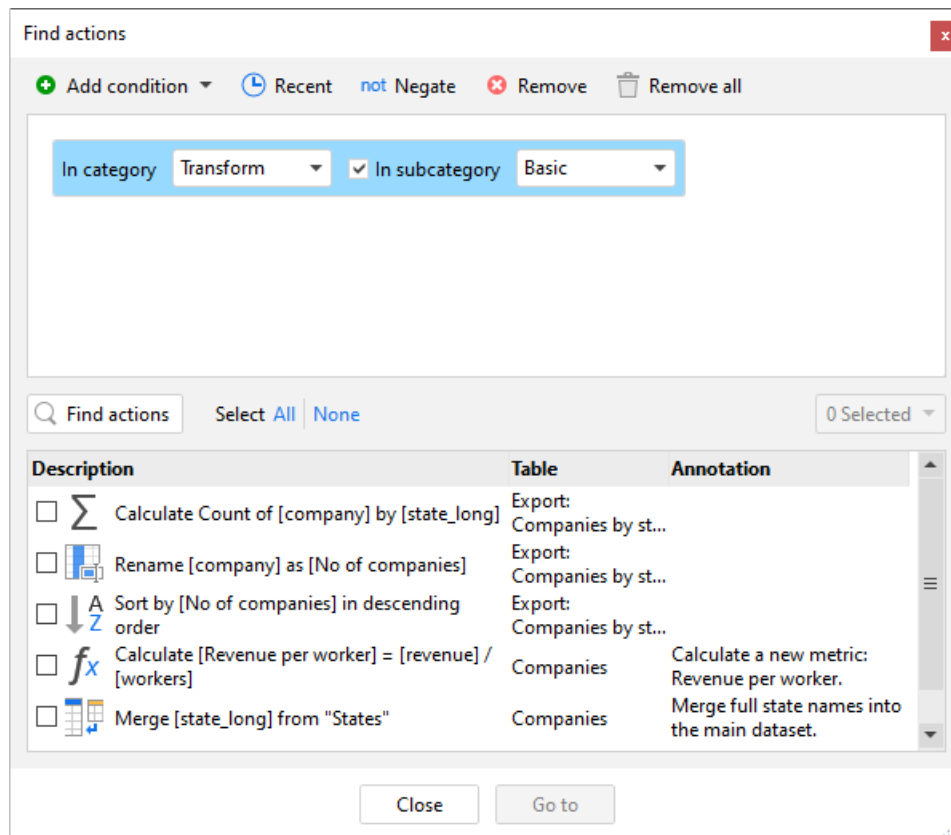 Find actions
x
Add condition Recent not Negate Remove Remove all
In category Transform In subcategory Basic
Find actions Select All None 0 Selected
Description Table Annotation
Calculate Count of [company] by [state_long] Export:
Companies by st...
Rename [company] as [No of companies] Export:
Companies by st...
A
Z
Sort by [No of companies] in descending
order
Export:
Companies by st...
fx
Calculate [Revenue per worker] = [revenue] /
[workers]
Companies
Calculate a new metric:
Revenue per worker.
Merge [state_long] from "States" Companies
Merge full state names into
the main dataset.
Close Go to